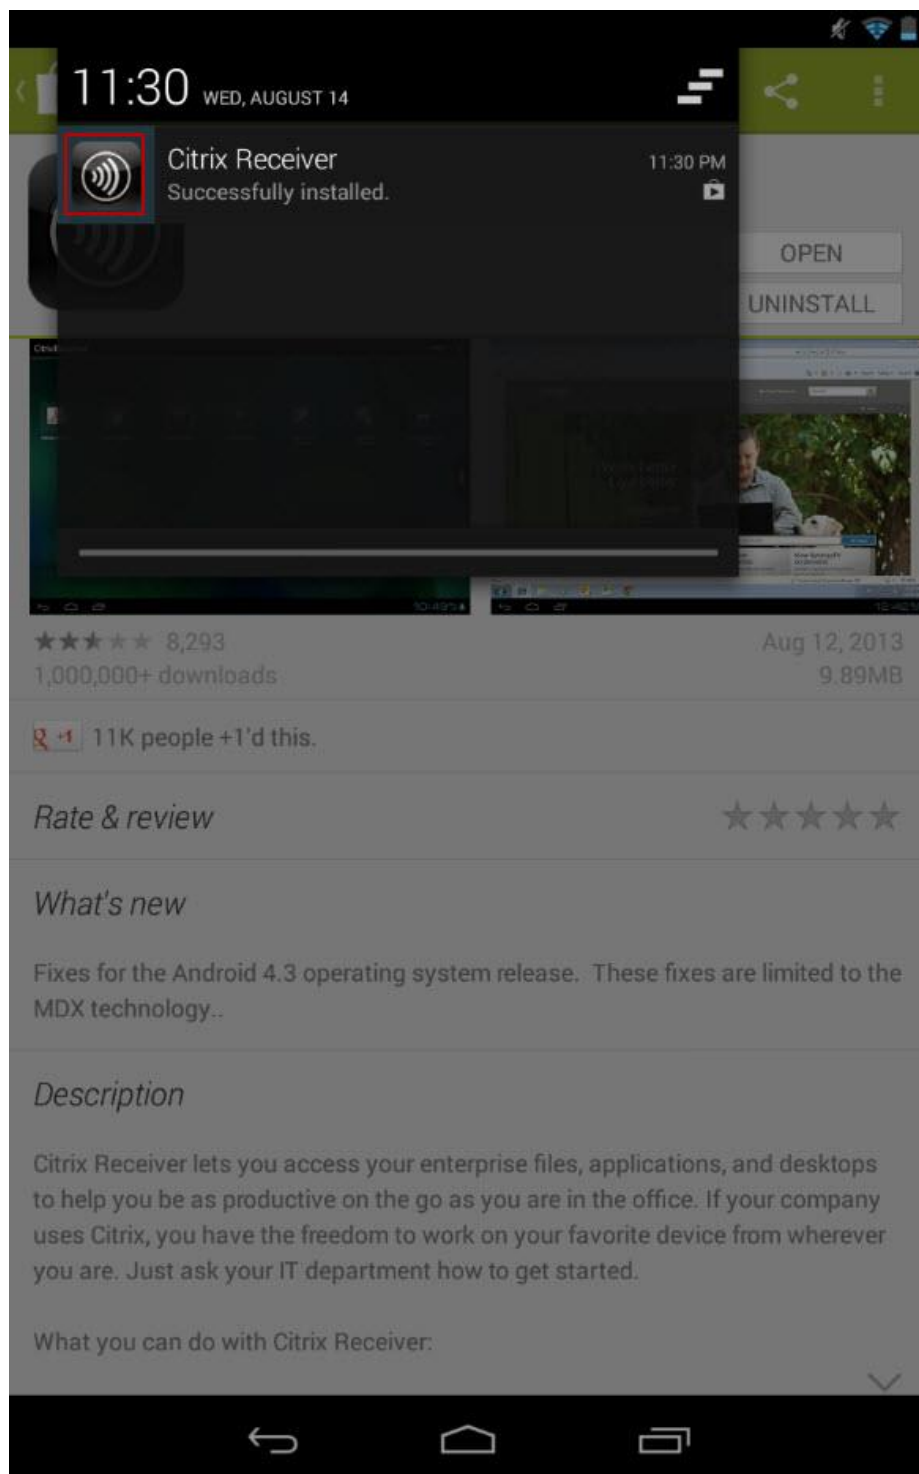 11:30 WED, AUGUST 14
Citrix Receiver 11:30 PM
Successfully installed.
OPEN
UNINSTALL
8,293 Aug 12, 2013
1,000,000+ downloads 9.89MB
+1 11K people +1'd this.
Rate & review
What's new
Fixes for the Android 4.3 operating system release.  These fixes are limited to the
MDX technology..
Description
Citrix Receiver lets you access your enterprise files, applications, and desktops
to help you be as productive on the go as you are in the office. If your company
uses Citrix, you have the freedom to work on your favorite device from wherever
you are. Just ask your IT department how to get started.
What you can do with Citrix Receiver: